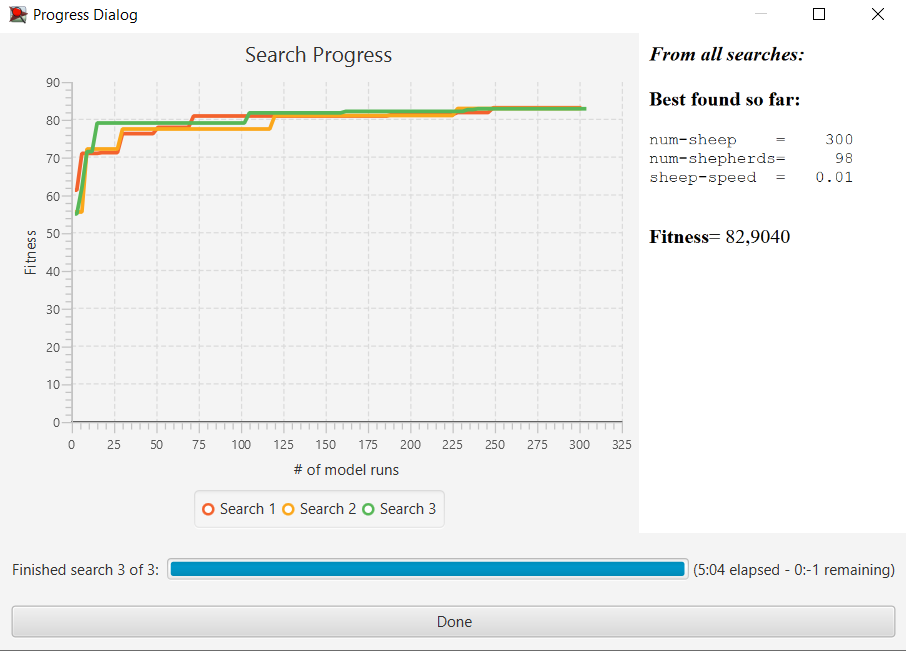 Progress Dialog
Search Progress
90
80
70
60
50
40
30
20
10
0
Fitness
0 25 50 75 100 125 150 175 200 225 250 275 300 325
# of model runs
Search 1 Search 2 Search 3
From all searches:
Best found so far:
num-sheep = 300
num-shepherds= 98
sheep-speed = 0.01
Fitness= 82,9040
Finished search 3 of 3: (5:04 elapsed - 0:-1 remaining)
Done